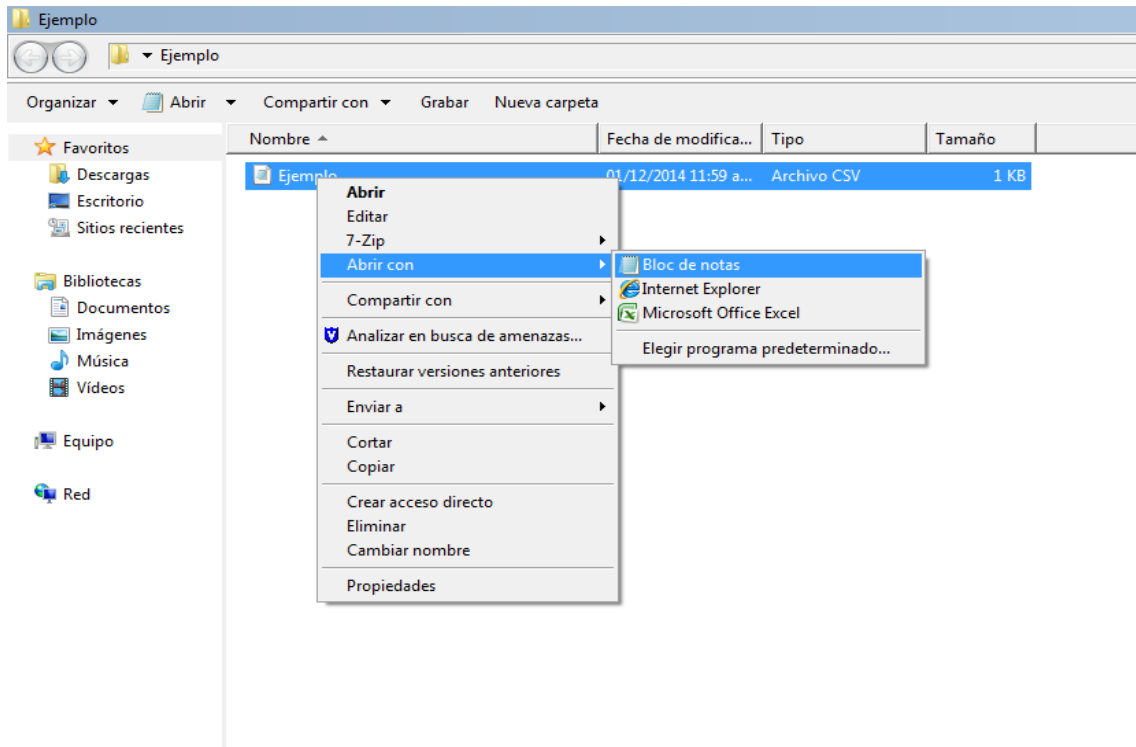 Ejemplo
Ejemplo
Organizar Abrir Compartir con Grabar Nueva carpeta
Nombre Fecha de modifica... Tipo Tamaño
Favoritos
Descargas
Escritorio
Sitios recientes
Bibliotecas
Documentos
Imágenes
Música
Vídeos
Equipo
Red
Ejemplo 01/12/2014 11:59 a... Archivo CSV 1 KB
Abrir
Editar
7-Zip
Abrir con
Compartir con
Analizar en busca de amenazas...
Restaurar versiones anteriores
Enviar a
Cortar
Copiar
Crear acceso directo
Eliminar
Cambiar nombre
Propiedades
Bloc de notas
Internet Explorer
Microsoft Office Excel
Elegir programa predeterminado...